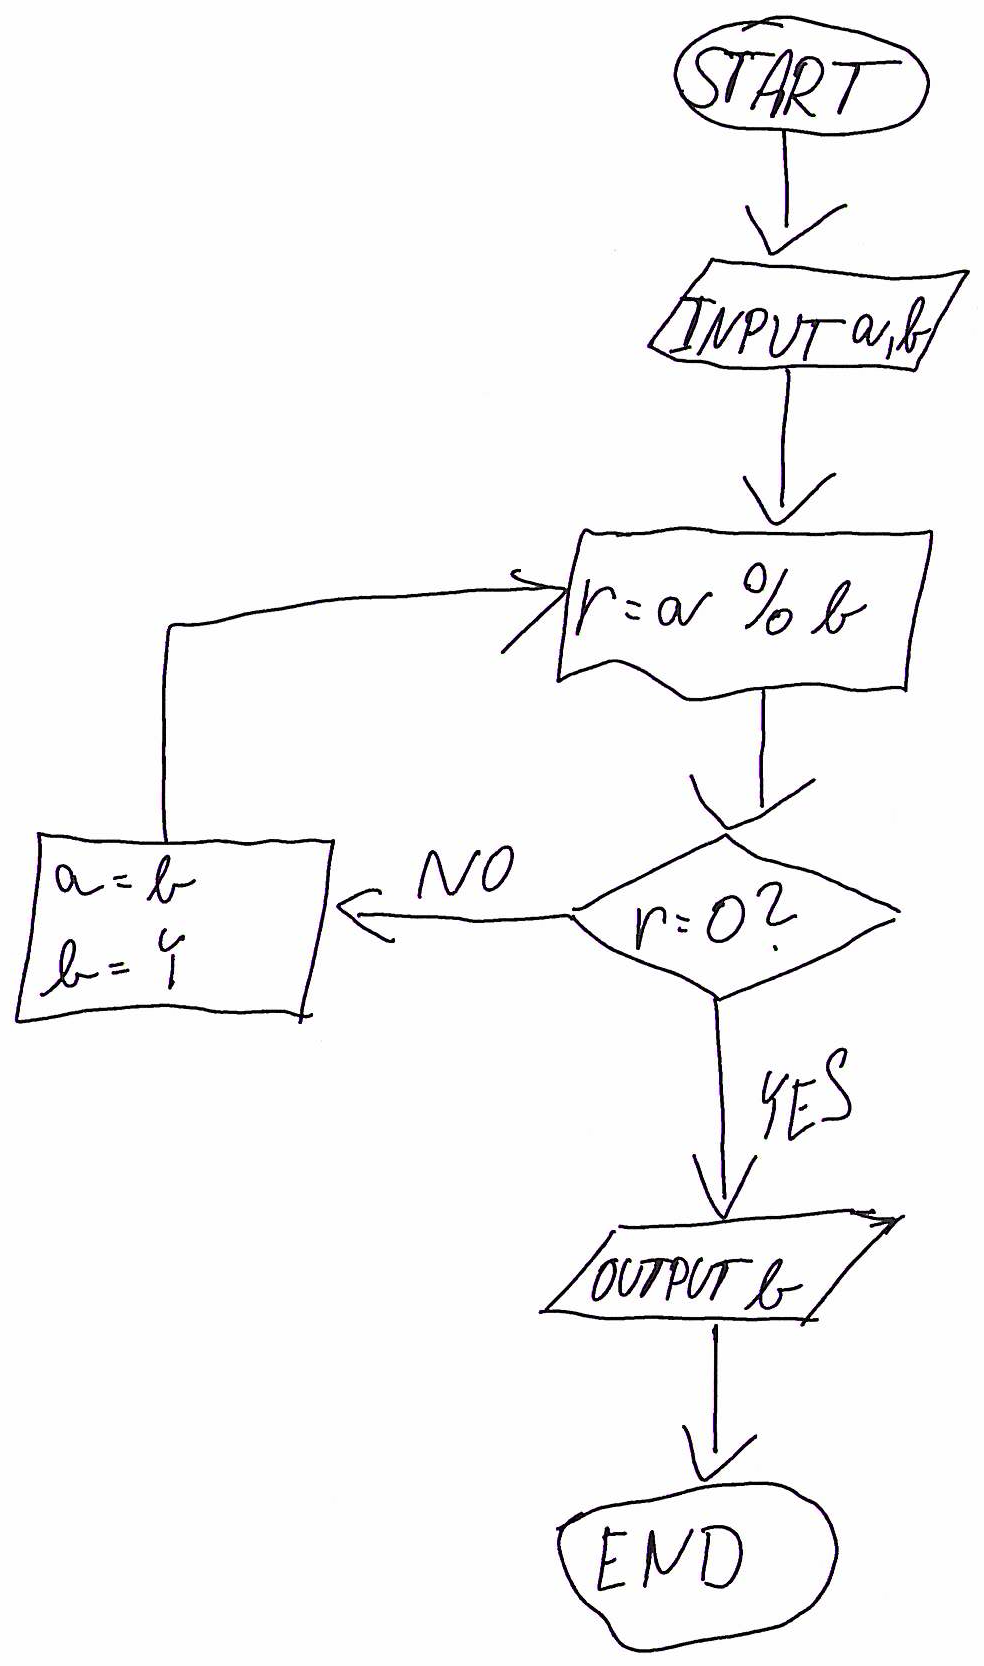 START
INPUT a,b
r=a % b
r=0?
NO
a=b
b=
YES
OUTPUT b
END